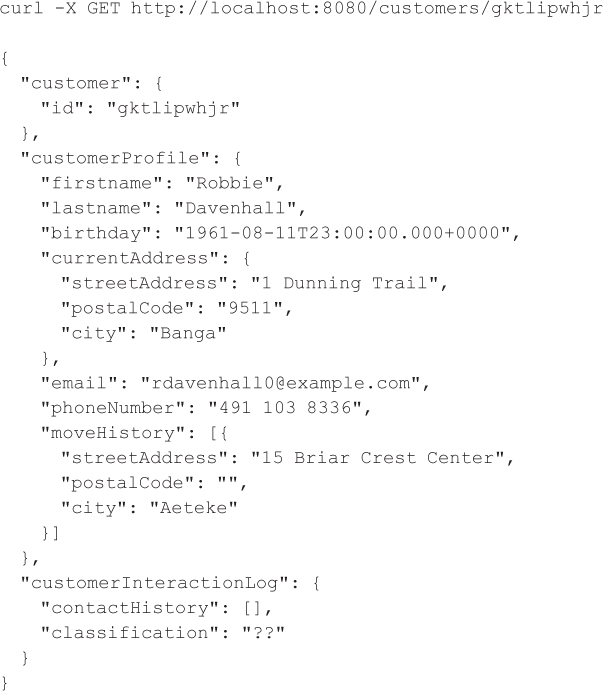 curl -X GET http://localhost:8080/customers/gktlipwhjr
{
"customer": {
"id": "gktlipwhjr"
},
"customerProfile": {
"firstname": "Robbie",
"lastname": "Davenhall",
"birthday": "1961-08-11T23:00:00.000+0000",
"currentAddress": {
"streetAddress": "1 Dunning Trail",
"postalCode": "9511",
"city": "Banga"
},
"email": "rdavenhall0@example.com",
"phoneNumber": "491 103 8336",
"moveHistory": [{
"streetAddress": "15 Briar Crest Center",
"postalCode": "",
"city": "Aeteke"
}]
},
"customerInteractionLog": {
"contactHistory": [],
"classification": "??"
}
}